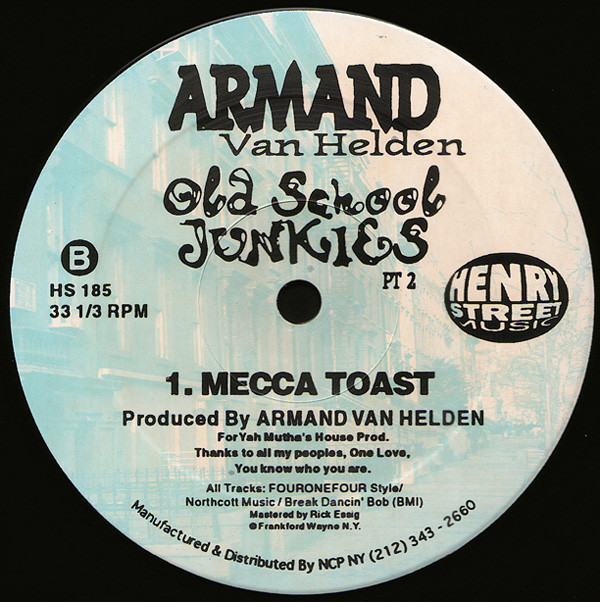 ARMAND
Van Helden
Old School
JUNKIES
PT 2
B
HS 185
33 1/3 RPM
HENRY
STREET
MUSIC
1. MECCA TOAST
Produced By ARMAND VAN HELDEN
For Yah Mutha's House Prod.
Thanks to all my peoples, One Love,
You know who you are.
All Tracks: FOURONEFOUR Style/
Northcott Music / Break Dancin' Bob (BMI)
Mastered by Rick Essig
@ Frankford Wayne N.Y.
Manufactured & Distributed By NCP NY (212) 343 - 2660